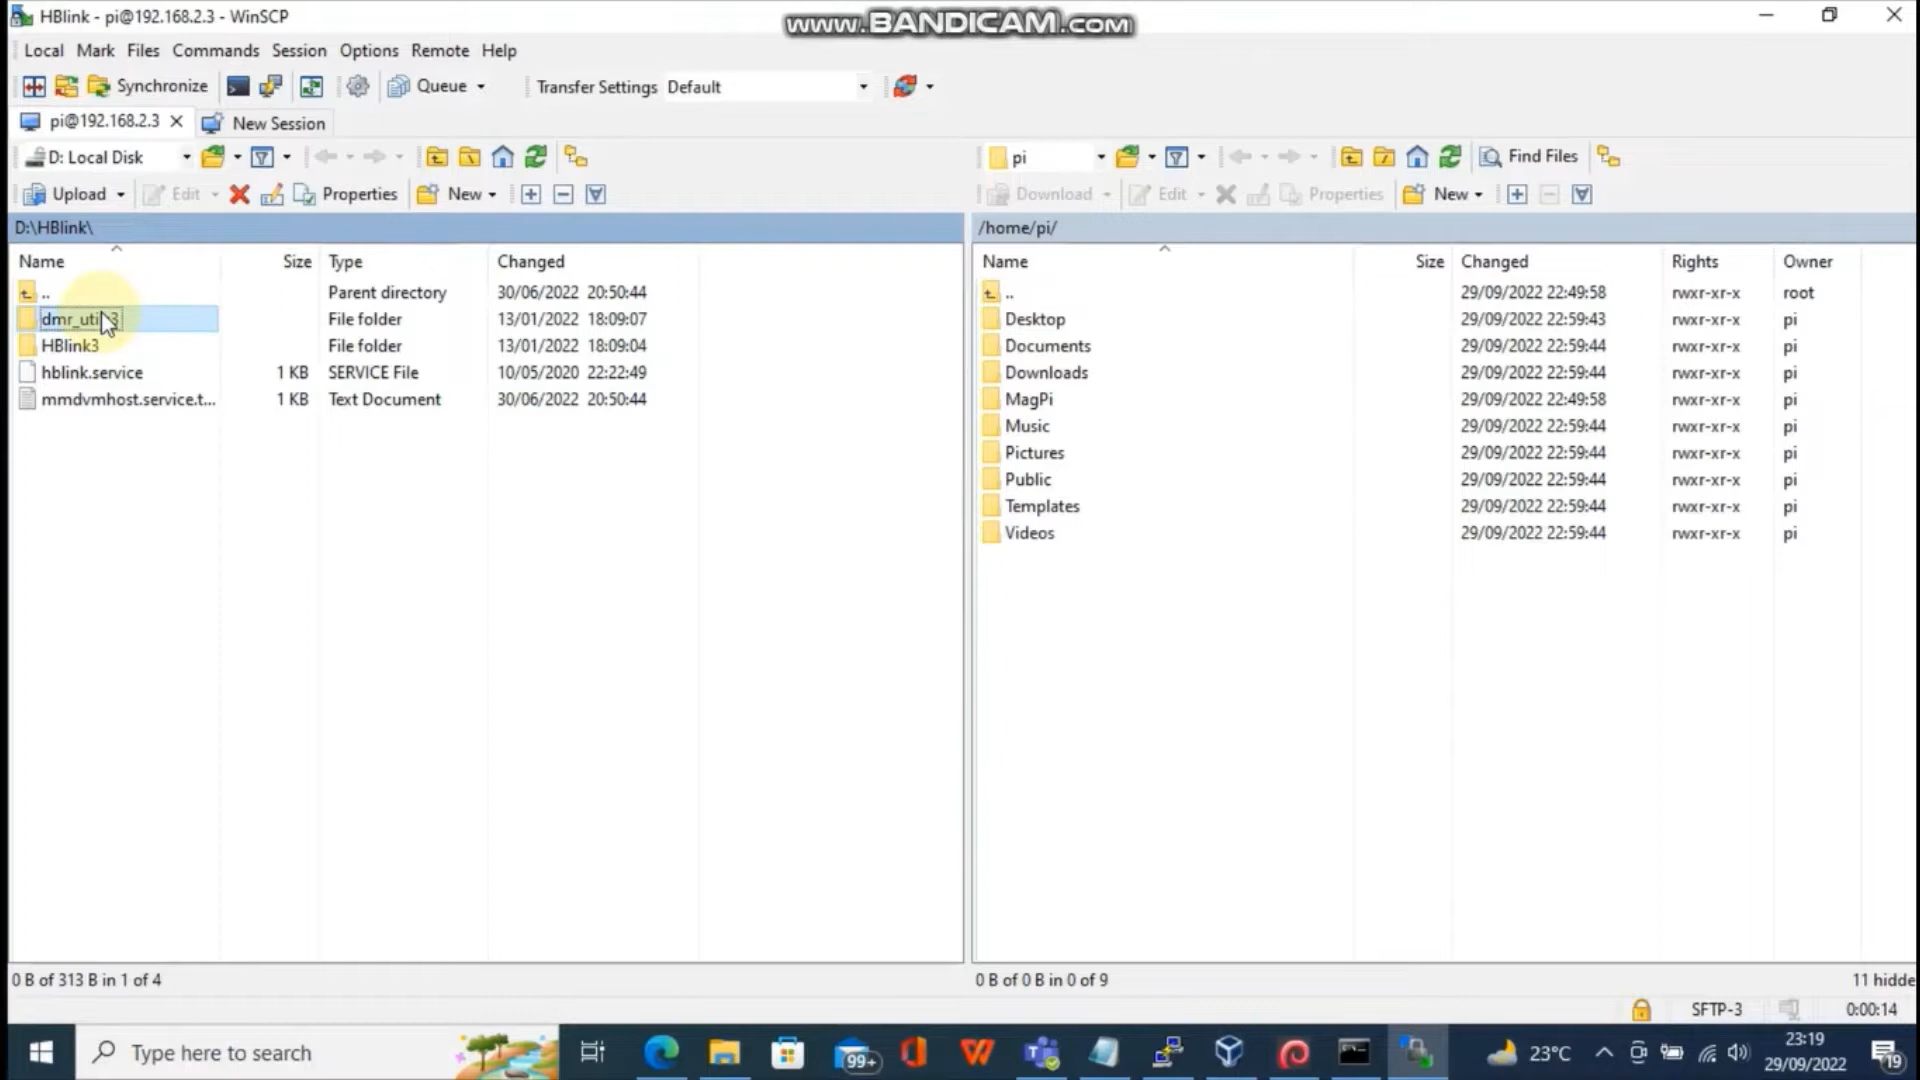 HBlink - pi@192.168.2.3 - WinSCP
www.BANDICAM.com
Local Mark Files Commands Session Options Remote Help
Synchronize Queue Transfer Settings Default
pi@192.168.2.3 New Session
D: Local Disk
pi Find Files
Upload Edit Properties New
Download Edit Properties New
D:\HBlink\
/home/pi/
Name Size Type Changed
.. Parent directory 30/06/2022 20:50:44
dmr_uti 3 File folder 13/01/2022 18:09:07
HBlink3 File folder 13/01/2022 18:09:04
hblink.service 1 KB SERVICE File 10/05/2020 22:22:49
mmdvmhost.service.t... 1 KB Text Document 30/06/2022 20:50:44
Name Size Changed Rights Owner
.. 29/09/2022 22:49:58 rwxr-xr-x root
Desktop 29/09/2022 22:59:43 rwxr-xr-x pi
Documents 29/09/2022 22:59:44 rwxr-xr-x pi
Downloads 29/09/2022 22:59:44 rwxr-xr-x pi
MagPi 29/09/2022 22:49:58 rwxr-xr-x pi
Music 29/09/2022 22:59:44 rwxr-xr-x pi
Pictures 29/09/2022 22:59:44 rwxr-xr-x pi
Public 29/09/2022 22:59:44 rwxr-xr-x pi
Templates 29/09/2022 22:59:44 rwxr-xr-x pi
Videos 29/09/2022 22:59:44 rwxr-xr-x pi
0 B of 313 B in 1 of 4
0 B of 0 B in 0 of 9
11 hidde
SFTP-3 0:00:14
Type here to search
99+
23°C
23:19
29/09/2022
19